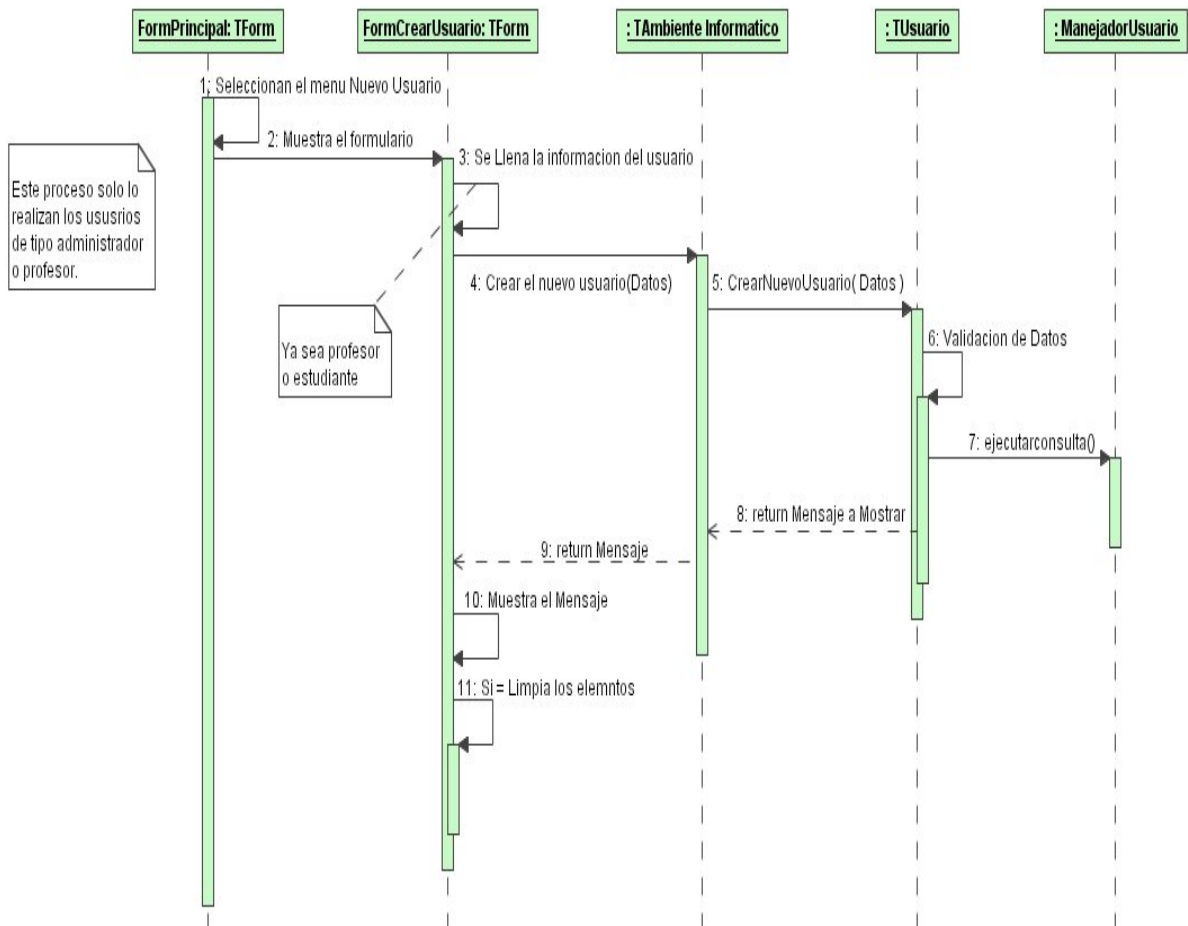 FormPrincipal: TForm
FormCrearUsuario: TForm
: TAmbiente Informatico
: TUsuario
: ManejadorUsuario
1: Seleccionan el menu Nuevo Usuario
2: Muestra el formulario
3: Se Llena la informacion del usuario
Este proceso solo lo
realizan los ususrios
de tipo administrador
o profesor.
4: Crear el nuevo usuario(Datos)
5: CrearNuevoUsuario( Datos )
Ya sea profesor
o estudiante
6: Validacion de Datos
7: ejecutarconsulta()
8: return Mensaje a Mostrar
9: return Mensaje
10: Muestra el Mensaje
11: Si = Limpia los elemntos